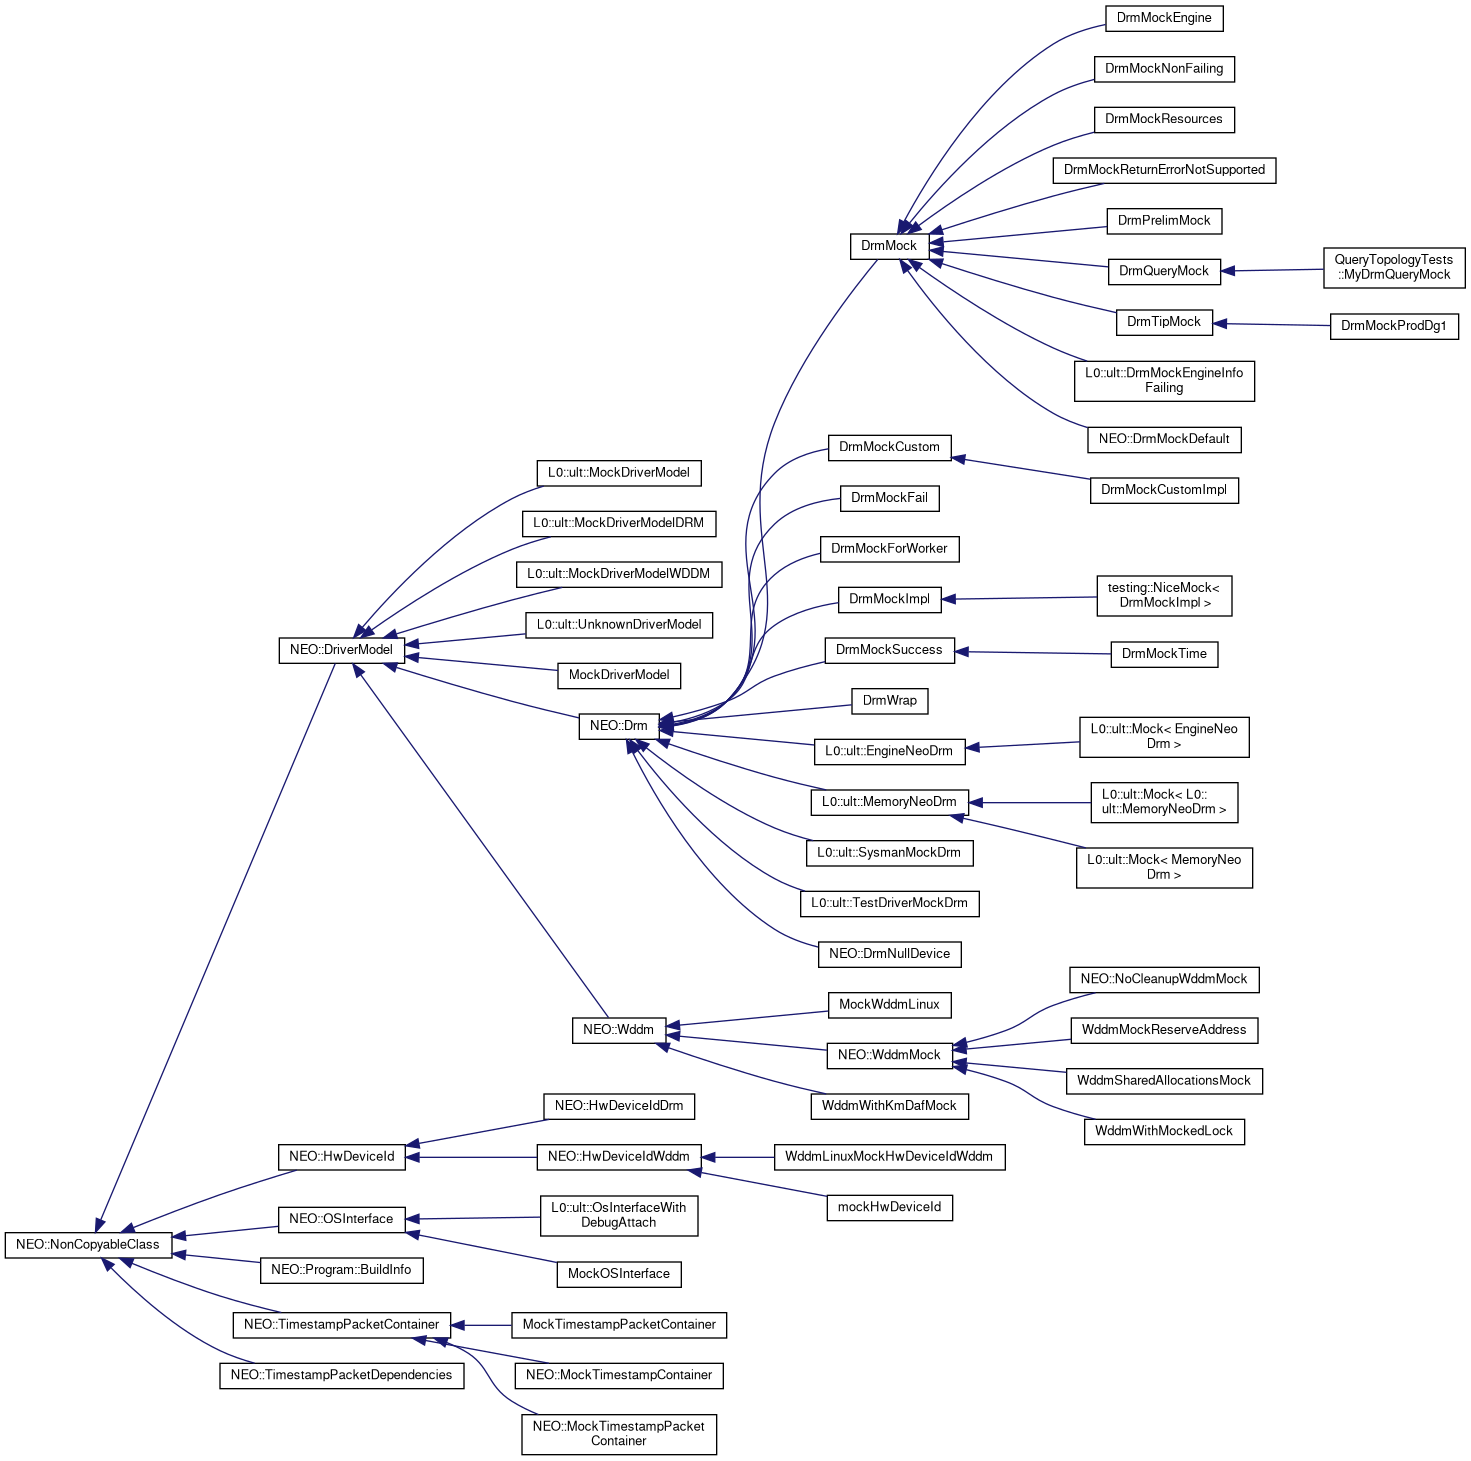 DrmMockEngine
DrmMockNonFailing
DrmMockResources
DrmMockReturnErrorNotSupported
DrmPrelimMock
DrmMock
DrmQueryMock
QueryTopologyTests
::MyDrmQueryMock
DrmTipMock
DrmMockProdDg1
L0::ult::DrmMockEngineInfo
Failing
NEO::DrmMockDefault
DrmMockCustom
DrmMockCustomImpl
L0::ult::MockDriverModel
DrmMockFail
L0::ult::MockDriverModelDRM
DrmMockForWorker
L0::ult::MockDriverModelWDDM
DrmMockImpl
testing::NiceMock<
DrmMockImpl >
L0::ult::UnknownDriverModel
NEO::DriverModel
DrmMockSuccess
DrmMockTime
MockDriverModel
DrmWrap
NEO::Drm
L0::ult::EngineNeoDrm
L0::ult::Mock< EngineNeo
Drm >
L0::ult::MemoryNeoDrm
L0::ult::Mock< L0::
ult::MemoryNeoDrm >
L0::ult::SysmanMockDrm
L0::ult::Mock< MemoryNeo
Drm >
L0::ult::TestDriverMockDrm
NEO::DrmNullDevice
NEO::NoCleanupWddmMock
MockWddmLinux
NEO::Wddm
WddmMockReserveAddress
NEO::WddmMock
WddmSharedAllocationsMock
WddmWithKmDafMock
WddmWithMockedLock
NEO::HwDeviceIdDrm
NEO::HwDeviceId
NEO::HwDeviceIdWddm
WddmLinuxMockHwDeviceIdWddm
mockHwDeviceId
L0::ult::OsInterfaceWith
DebugAttach
NEO::OSInterface
NEO::NonCopyableClass
NEO::Program::BuildInfo
MockOSInterface
NEO::TimestampPacketContainer
MockTimestampPacketContainer
NEO::TimestampPacketDependencies
NEO::MockTimestampContainer
NEO::MockTimestampPacket
Container